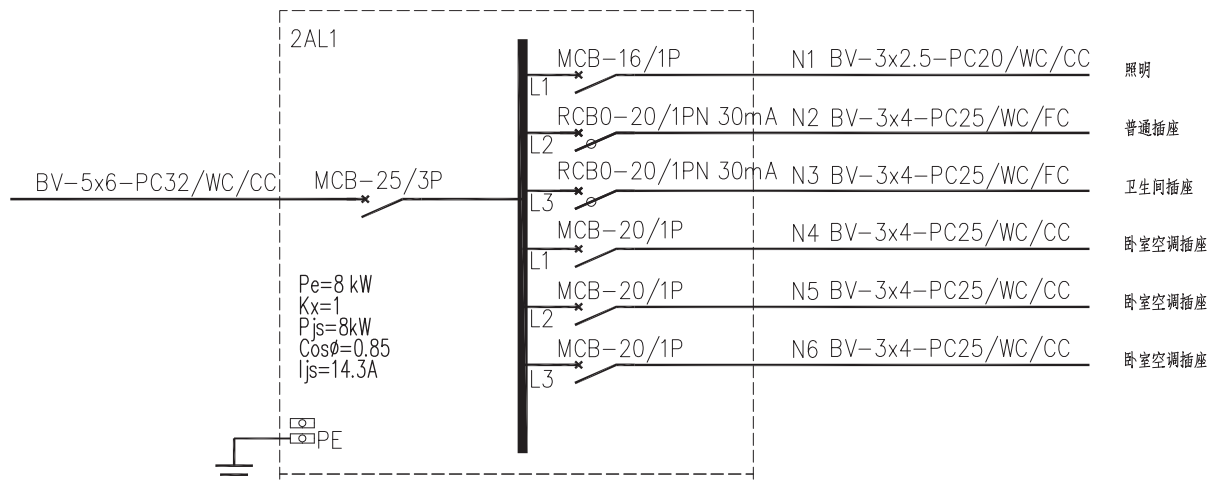 2AL1
BV-5x6-PC32/WC/CC
MCB-25/3P
MCB-16/1P
N1 BV-3x2.5-PC20/WC/CC
照明
L1
RCBO-20/1PN 30mA
N2 BV-3x4-PC25/WC/FC
普通插座
L2
RCBO-20/1PN 30mA
N3 BV-3x4-PC25/WC/FC
卫生间插座
L3
MCB-20/1P
N4 BV-3x4-PC25/WC/CC
卧室空调插座
L1
MCB-20/1P
N5 BV-3x4-PC25/WC/CC
卧室空调插座
L2
MCB-20/1P
N6 BV-3x4-PC25/WC/CC
卧室空调插座
L3
Pe=8 kW
Kx=1
Pjs=8kW
CosØ=0.85
Ijs=14.3A
PE